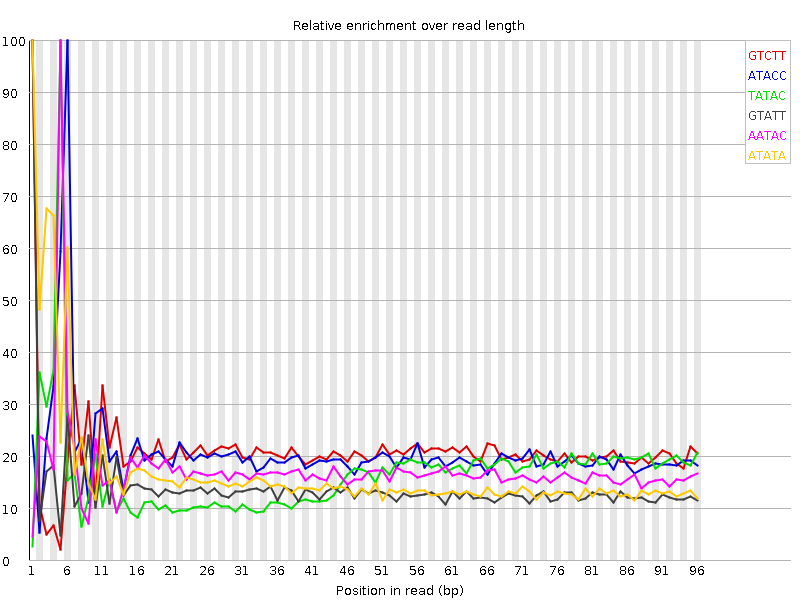 Relative enrichment over read length
100
90
80
70
60
50
40
30
20
10
0
GTCTT
ATACC
TATAC
GTATT
AATAC
ATATA
1 6 11 16 21 26 31 36 41 46 51 56 61 66 71 76 81 86 91 96
Position in read (bp)